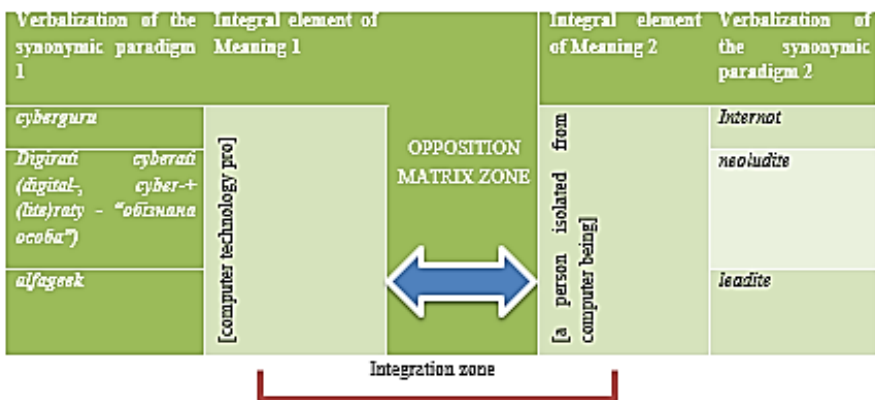 Verbalization of the
synonymic paradigm
1
Integral element of
Meaning 1
Integral element
of Meaning 2
Verbalization of
the synonymic
paradigm 2
cyberguru
Digirati cyberati
(digital-, cyber-+
(lite)raty - “обізнана
особа”)
alfageek
[computer technology pro]
OPPOSITION
MATRIX ZONE
[a person isolated from
computer being]
Internot
neoludite
leadite
Integration zone